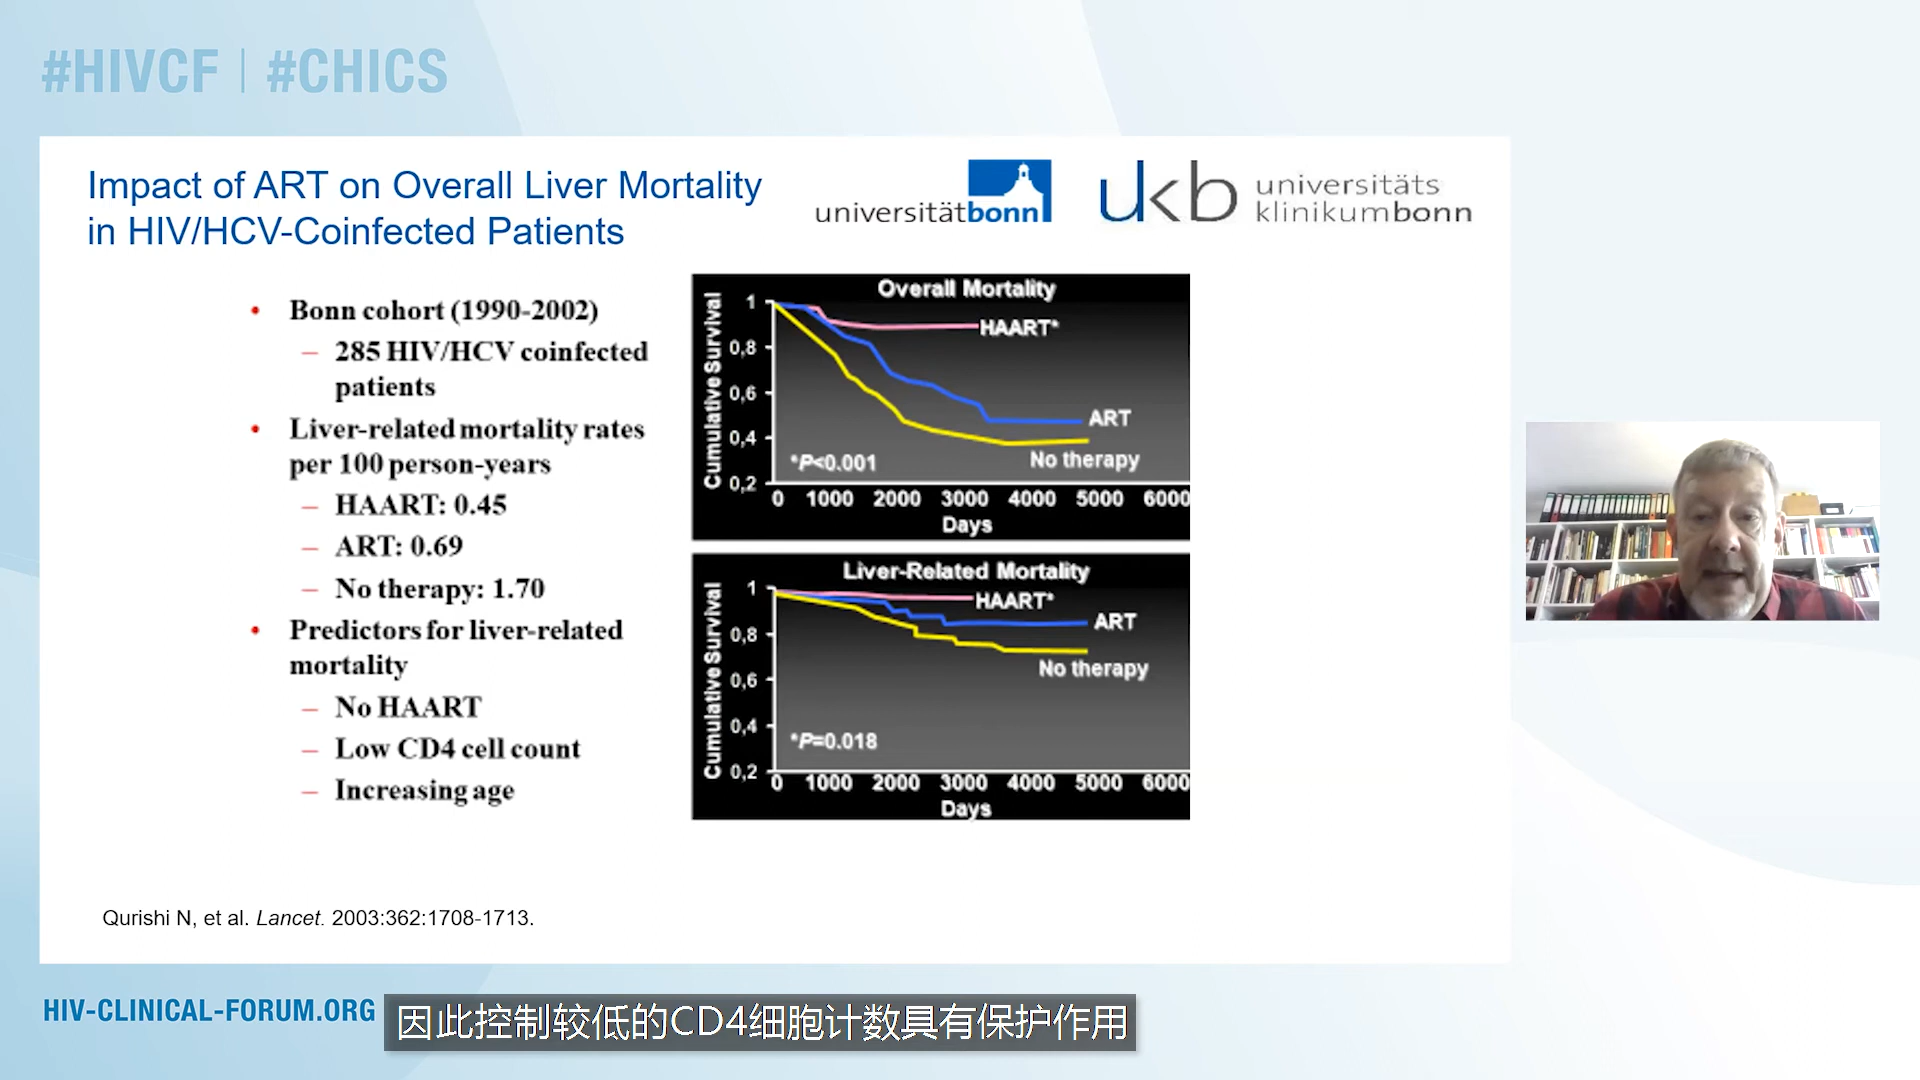 #HIVCF | #CHICS
Impact of ART on Overall Liver Mortality
in HIV/HCV-Coinfected Patients
universitätbonn
ukb universitäts
klinikumbonn
• Bonn cohort (1990-2002)
– 285 HIV/HCV coinfected
patients
• Liver-related mortality rates
per 100 person-years
– HAART: 0.45
– ART: 0.69
– No therapy: 1.70
• Predictors for liver-related
mortality
– No HAART
– Low CD4 cell count
– Increasing age
Overall Mortality
Cumulative Survival
1
0,8
0,6
0,4
0,2
HAART*
ART
No therapy
*P<0.001
0 1000 2000 3000 4000 5000 6000
Days
Liver-Related Mortality
Cumulative Survival
1
0,8
0,6
0,4
0,2
HAART*
ART
No therapy
*P=0.018
0 1000 2000 3000 4000 5000 6000
Days
Qurishi N, et al. Lancet. 2003:362:1708-1713.
HIV-CLINICAL-FORUM.ORG
因此控制较低的CD4细胞计数具有保护作用